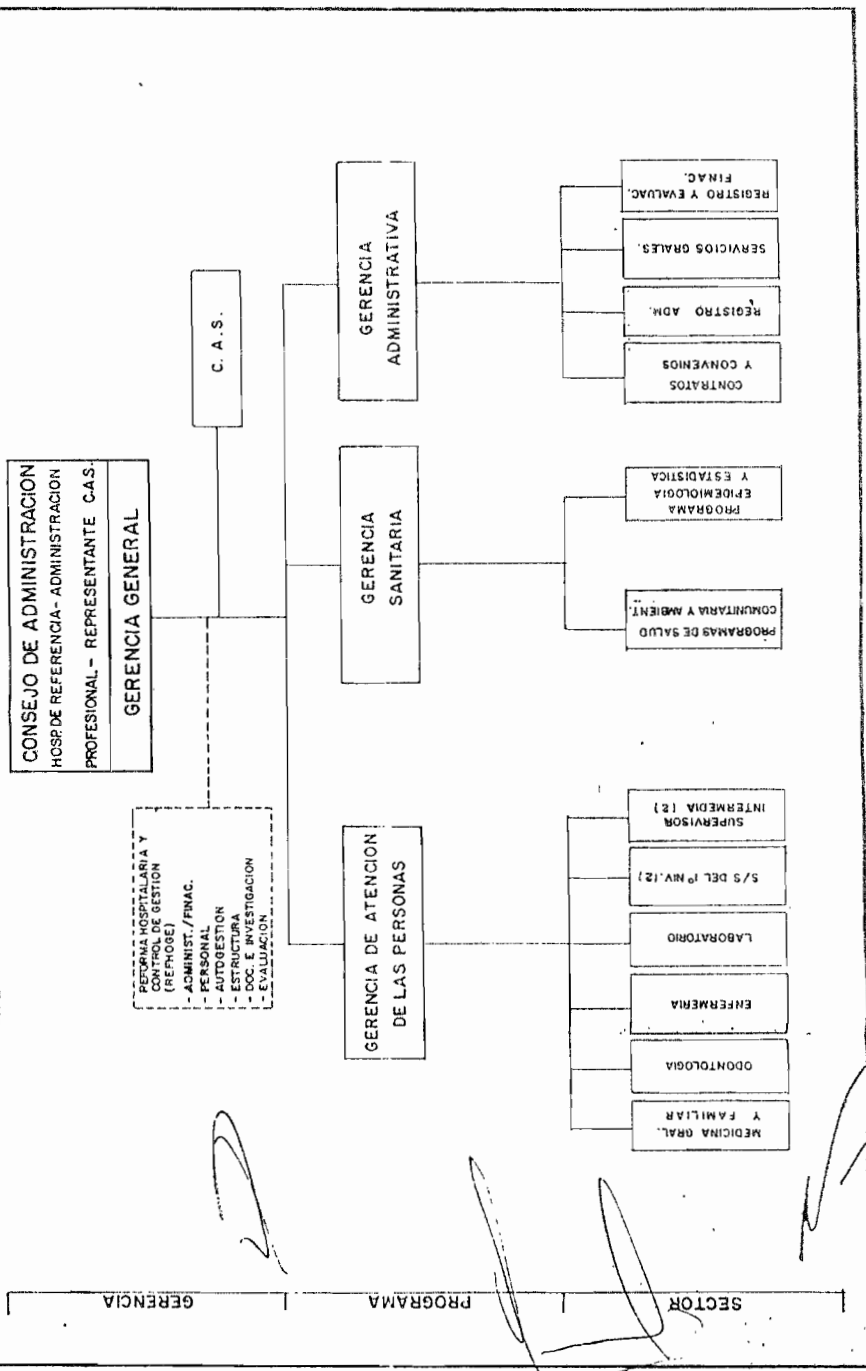 CONSEJO DE ADMINISTRACION
HOSP. DE REFERENCIA - ADMINISTRACION
PROFESIONAL - REPRESENTANTE C.A.S.
GERENCIA GENERAL
REFORMA HOSPITALARIA Y
CONTROL DE GESTION
(REFHOGE)
- ADMINIST./FINAC.
- PERSONAL
- AUTOGESTION
- ESTRUCTURA
- DOC. E INVESTIGACION
- EVALUACION
C. A. S.
GERENCIA DE ATENCION
DE LAS PERSONAS
GERENCIA
SANITARIA
GERENCIA
ADMINISTRATIVA
MEDICINA GRAL.
Y FAMILIAR
ODONTOLOGIA
ENFERMERIA
LABORATORIO
S/S DEL 1º NIV. (2)
SUPERVISOR
INTERMEDIA (2)
PROGRAMAS DE SALUD
COMUNITARIA Y AMBIENT.
PROGRAMA
EPIDEMIOLOGIA
Y ESTADISTICA
CONTRATOS
Y CONVENIOS
REGISTRO ADM.
SERVICIOS GRALES.
REGISTRO Y EVALUAC.
FINAC.
GERENCIA
PROGRAMA
SECTOR